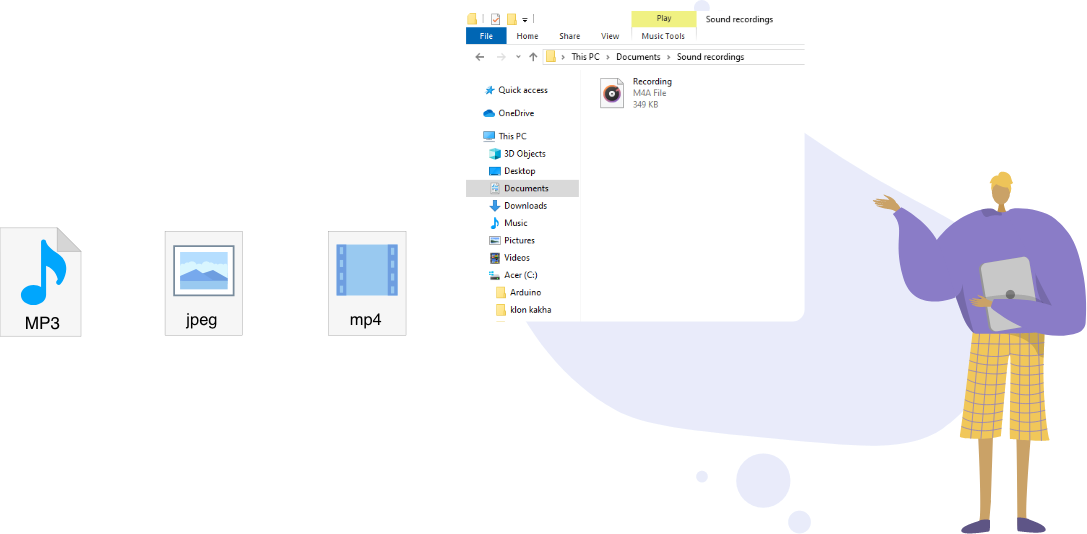 MP3
jpeg
mp4
Play
Sound recordings
File
Home
Share
View
Music Tools
This PC
Documents
Sound recordings
Quick access
OneDrive
This PC
3D Objects
Desktop
Documents
Downloads
Music
Pictures
Videos
Acer (C:)
Arduino
klon kakha
Recording
M4A File
349 KB